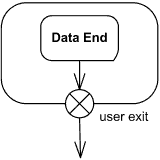 Data End
user exit